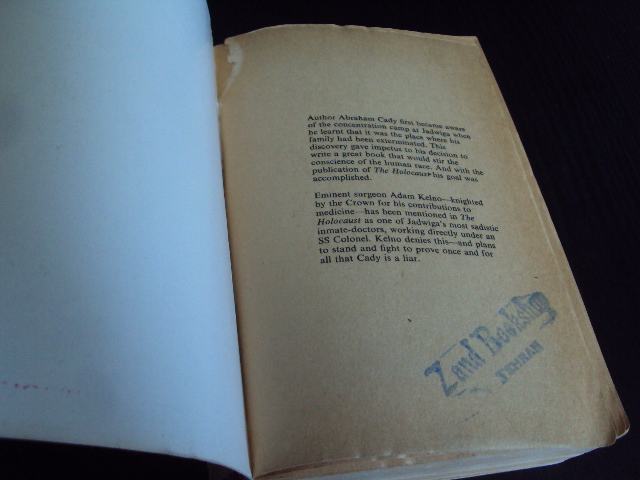 Author Abraham Cady first became aware
of the concentration camp at Jadwiga when
he learnt that it was the place where his
family had been exterminated. This
discovery gave impetus to his decision to
write a great book that would stir the
conscience of the human race. And with the
publication of The Holocaust his goal was
accomplished.
Eminent surgeon Adam Kelno—knighted
by the Crown for his contributions to
medicine—has been mentioned in The
Holocaust as one of Jadwiga's most sadistic
inmate-doctors, working directly under an
SS Colonel. Kelno denies this—and plans
to stand and fight to prove once and for
all that Cady is a liar.
Zand Bookshop
TEHRAN